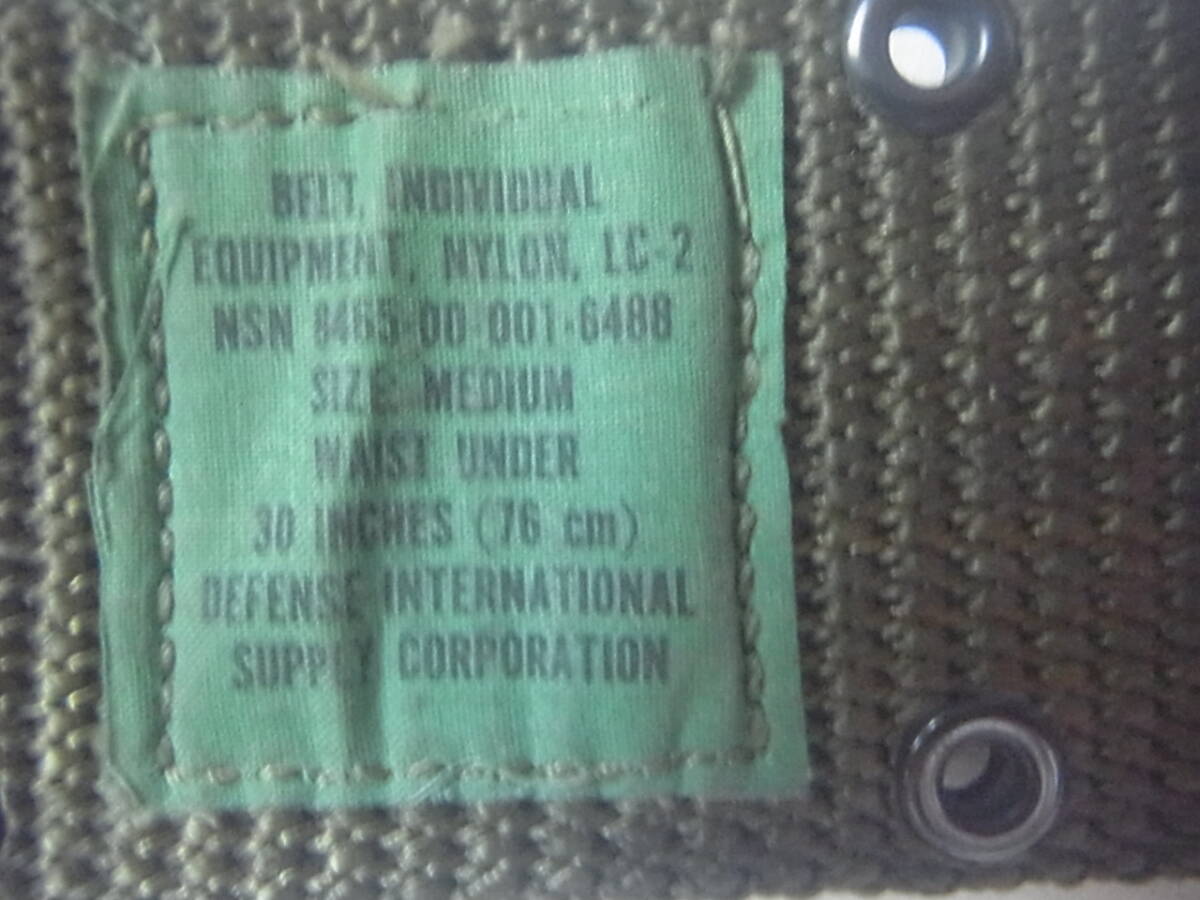 BELT, INDIVIDUAL
EQUIPMENT, NYLON, LC-2
NSN 8465-00-001-6488
SIZE MEDIUM
WAIST UNDER
30 INCHES (76 cm)
DEFENSE INTERNATIONAL
SUPPLY CORPORATION